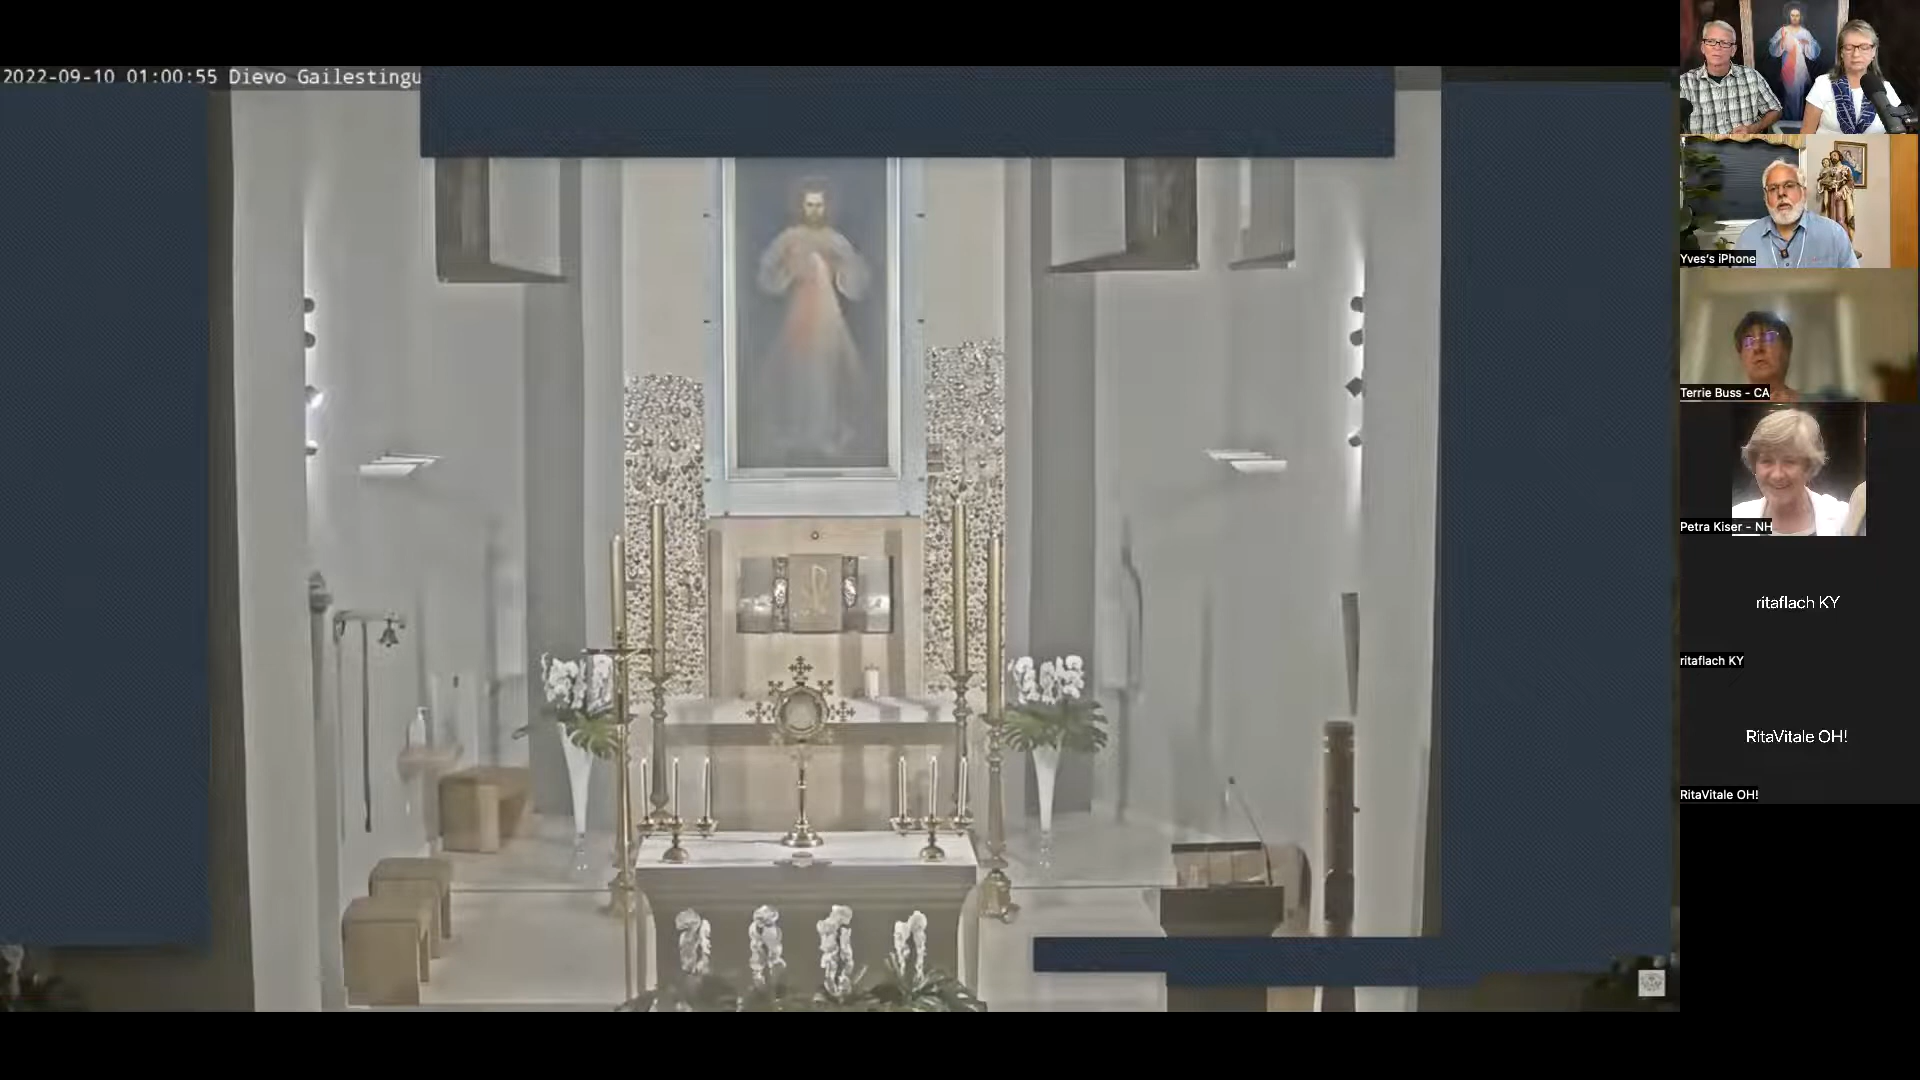 2022-09-10 01:00:55 Dievo Gailestingu
Yves's iPhone
Terrie Buss - CA
Petra Kiser - NH
ritaflach KY
ritaflach KY
RitaVitale OH!
RitaVitale OH!